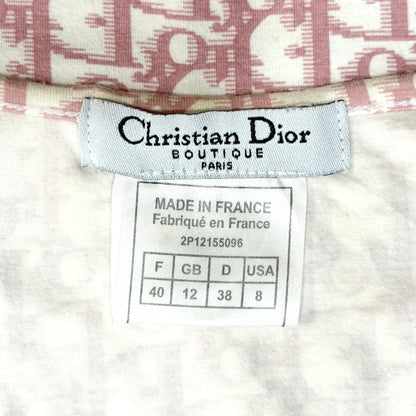 Christian Dior
BOUTIQUE
PARIS
MADE IN FRANCE
Fabriqué en France
2P12155096
F GB D USA
40 12 38 8